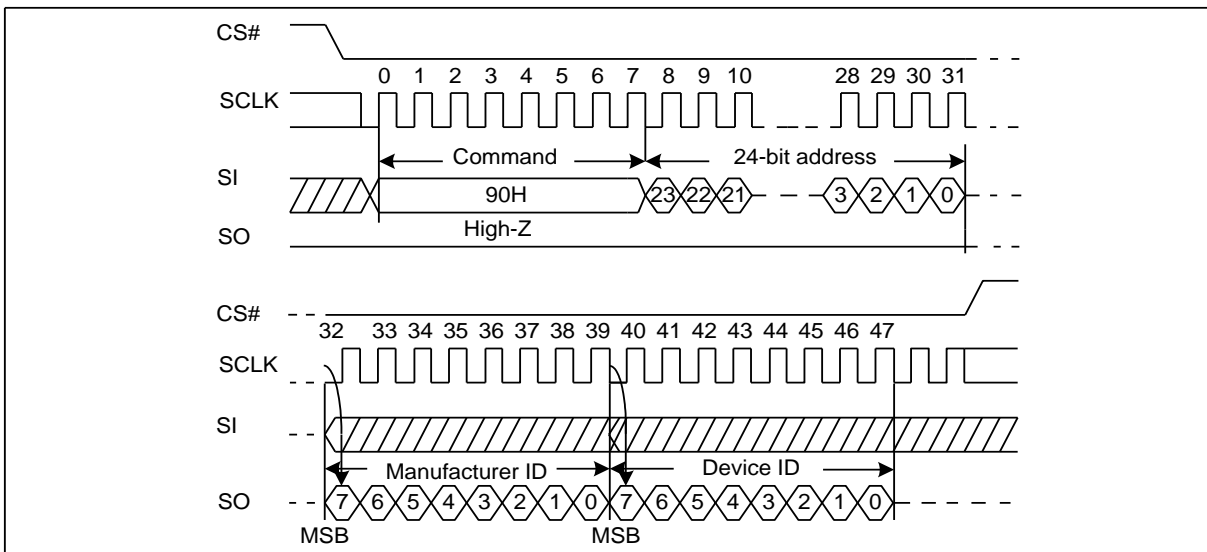 CS#
0 1 2 3 4 5 6 7 8 9 10 28 29 30 31
SCLK
Command 24-bit address
SI
90H 23 22 21 3 2 1 0
High-Z
SO
CS#
32 33 34 35 36 37 38 39 40 41 42 43 44 45 46 47
SCLK
SI
Manufacturer ID Device ID
SO 7 6 5 4 3 2 1 0 7 6 5 4 3 2 1 0
MSB MSB